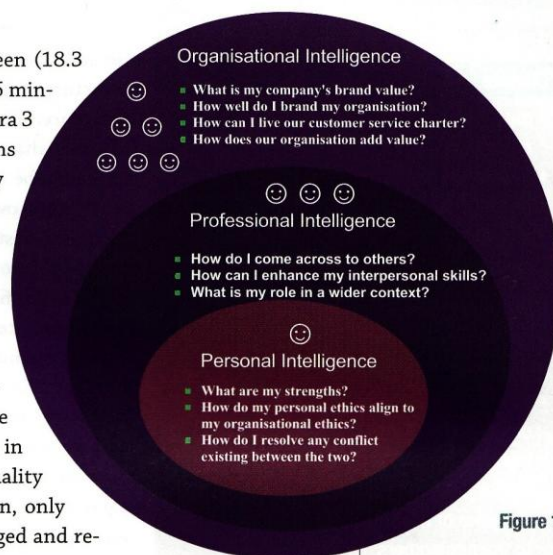 een (18.3
5 min-
ra 3
ns
Organisational Intelligence
What is my company's brand value?
How well do I brand my organisation?
How can I live our customer service charter?
How does our organisation add value?
Professional Intelligence
How do I come across to others?
How can I enhance my interpersonal skills?
What is my role in a wider context?
Personal Intelligence
What are my strengths?
How do my personal ethics align to
my organisational ethics?
How do I resolve any conflict
existing between the two?
e
in
ality
n, only
ged and re-
Figure 1